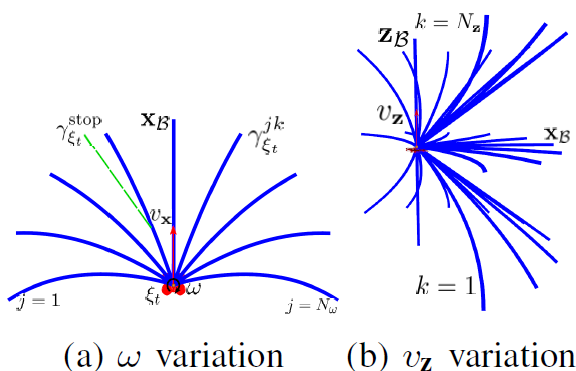 γ_{ξ_t}^{stop}
𝐱_ℬ
γ_{ξ_t}^{jk}
v_𝐱
j = 1
ξ_t
ω
j = N_ω
(a) ω variation
𝐳_ℬ
k = N_𝐳
v_𝐳
𝐱_ℬ
k = 1
(b) v_𝐳 variation